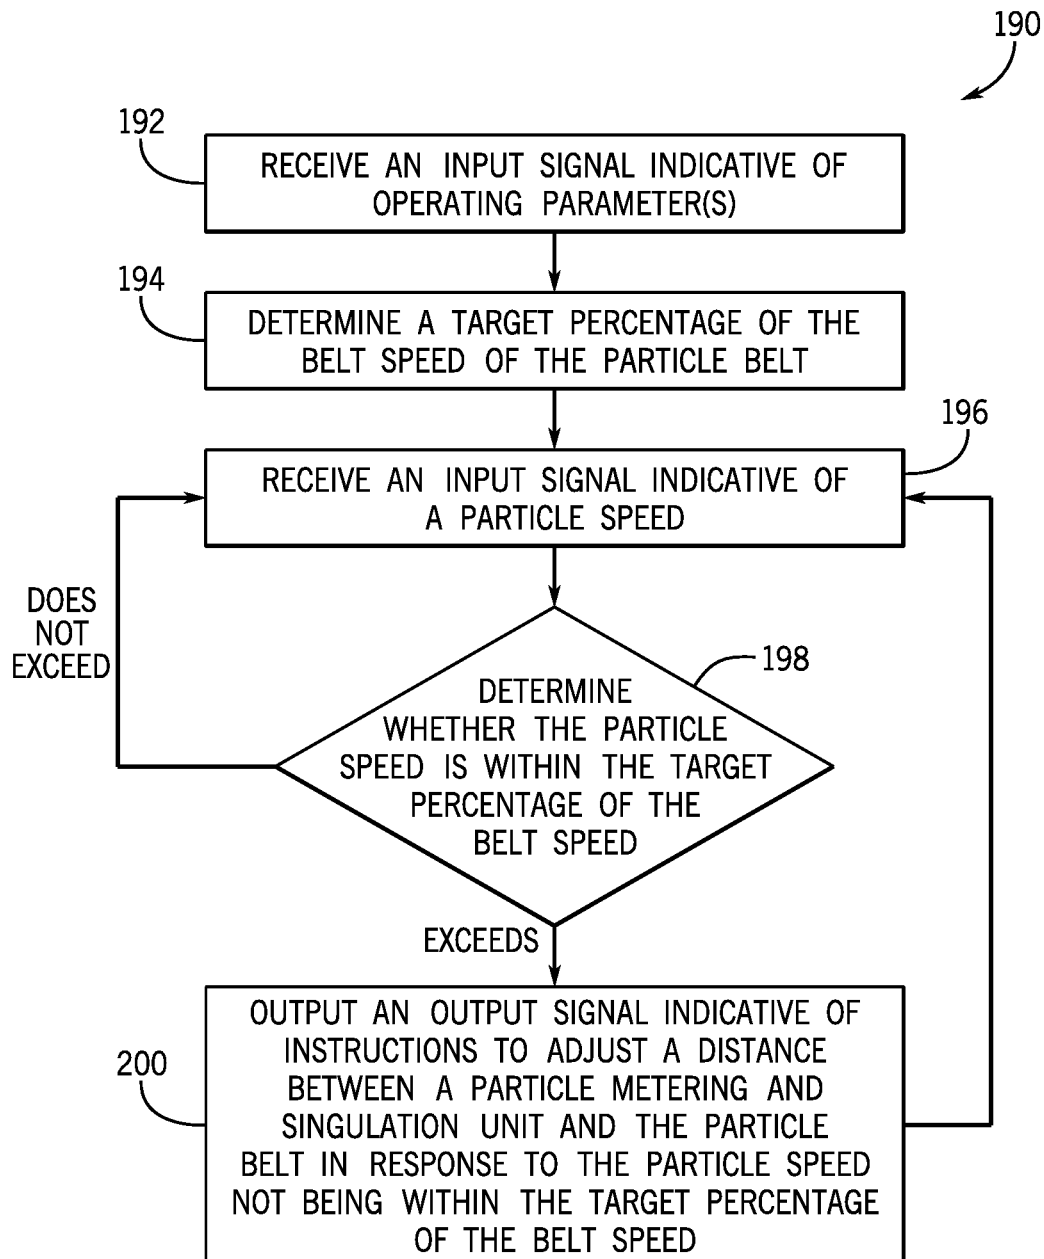 190
192
RECEIVE AN INPUT SIGNAL INDICATIVE OF
OPERATING PARAMETER(S)
194
DETERMINE A TARGET PERCENTAGE OF THE
BELT SPEED OF THE PARTICLE BELT
196
RECEIVE AN INPUT SIGNAL INDICATIVE OF
A PARTICLE SPEED
DOES
NOT
EXCEED
198
DETERMINE
WHETHER THE PARTICLE
SPEED IS WITHIN THE TARGET
PERCENTAGE OF THE
BELT SPEED
EXCEEDS
200
OUTPUT AN OUTPUT SIGNAL INDICATIVE OF
INSTRUCTIONS TO ADJUST A DISTANCE
BETWEEN A PARTICLE METERING AND
SINGULATION UNIT AND THE PARTICLE
BELT IN RESPONSE TO THE PARTICLE SPEED
NOT BEING WITHIN THE TARGET PERCENTAGE
OF THE BELT SPEED